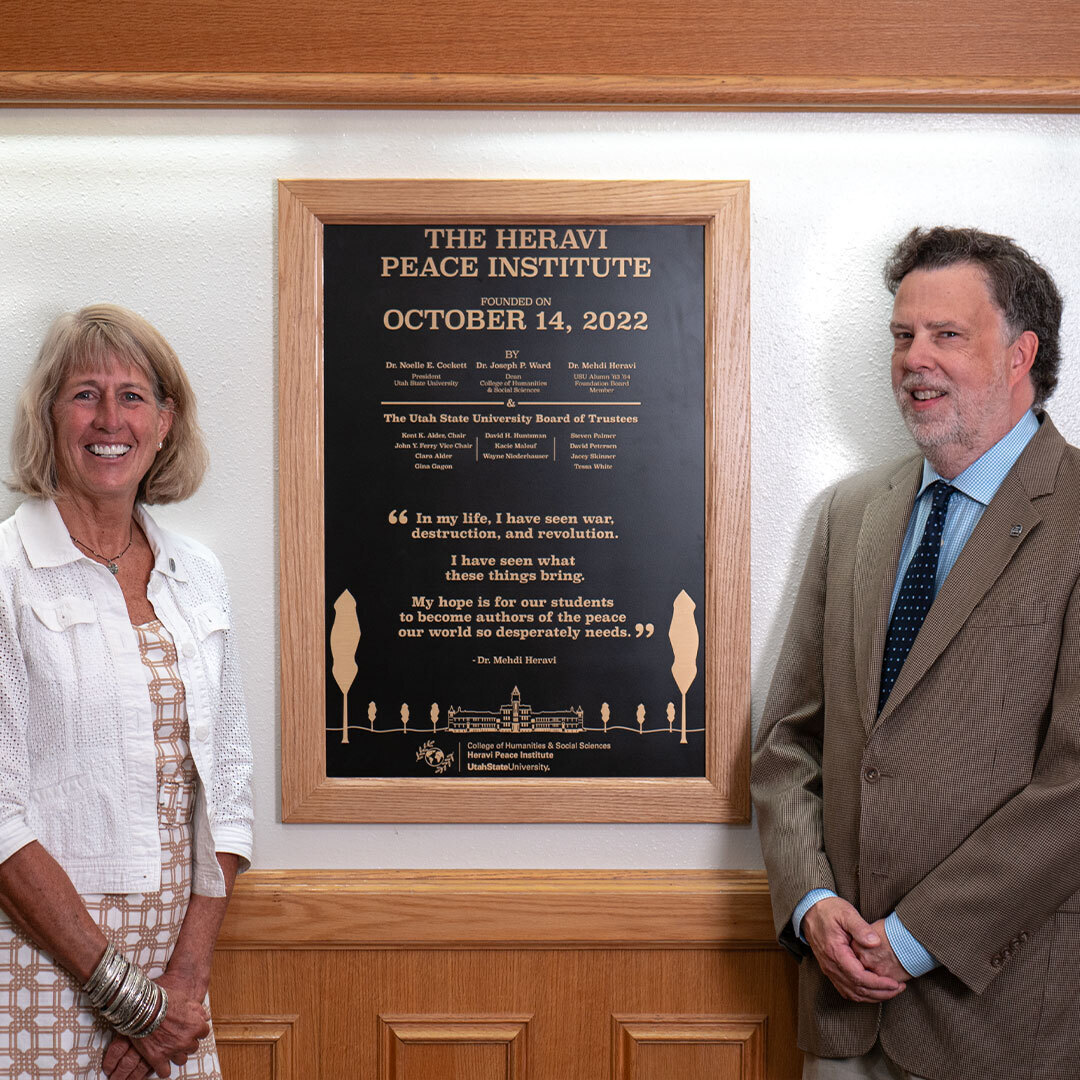 THE HERAVI
PEACE INSTITUTE
FOUNDED ON
OCTOBER 14, 2022
BY
Dr. Noelle E. Cockett
President
Utah State University
Dr. Joseph P. Ward
Dean
College of Humanities
& Social Sciences
Dr. Mehdi Heravi
USU Alumn '63 '64
Foundation Board
Member
&
The Utah State University Board of Trustees
Kent K. Alder, Chair
John Y. Ferry Vice Chair
Clara Alder
Gina Gagon
David H. Huntsman
Kacie Malouf
Wayne Niederhauser
Steven Palmer
David Petersen
Jacey Skinner
Tessa White
“ In my life, I have seen war,
destruction, and revolution.
I have seen what
these things bring.
My hope is for our students
to become authors of the peace
our world so desperately needs. ”
- Dr. Mehdi Heravi
College of Humanities & Social Sciences
Heravi Peace Institute
UtahStateUniversity.